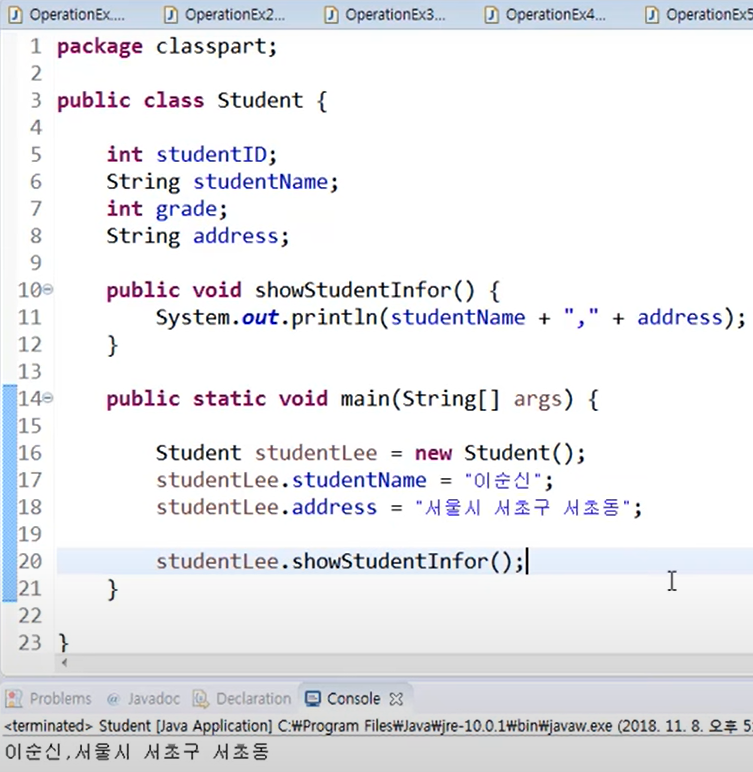 OperationEx.... OperationEx2... OperationEx3... OperationEx4... OperationEx5
1 package classpart;
2
3 public class Student {
4
5 int studentID;
6 String studentName;
7 int grade;
8 String address;
9
10 public void showStudentInfor() {
11 System.out.println(studentName + "," + address);
12 }
13
14 public static void main(String[] args) {
15
16 Student studentLee = new Student();
17 studentLee.studentName = "이순신";
18 studentLee.address = "서울시 서초구 서초동";
19
20 studentLee.showStudentInfor();
21 }
22
23 }
Problems @ Javadoc Declaration Console
<terminated> Student [Java Application] C:₩Program Files₩Java₩jre-10.0.1₩bin₩javaw.exe (2018. 11. 8. 오후 5:
이순신,서울시 서초구 서초동